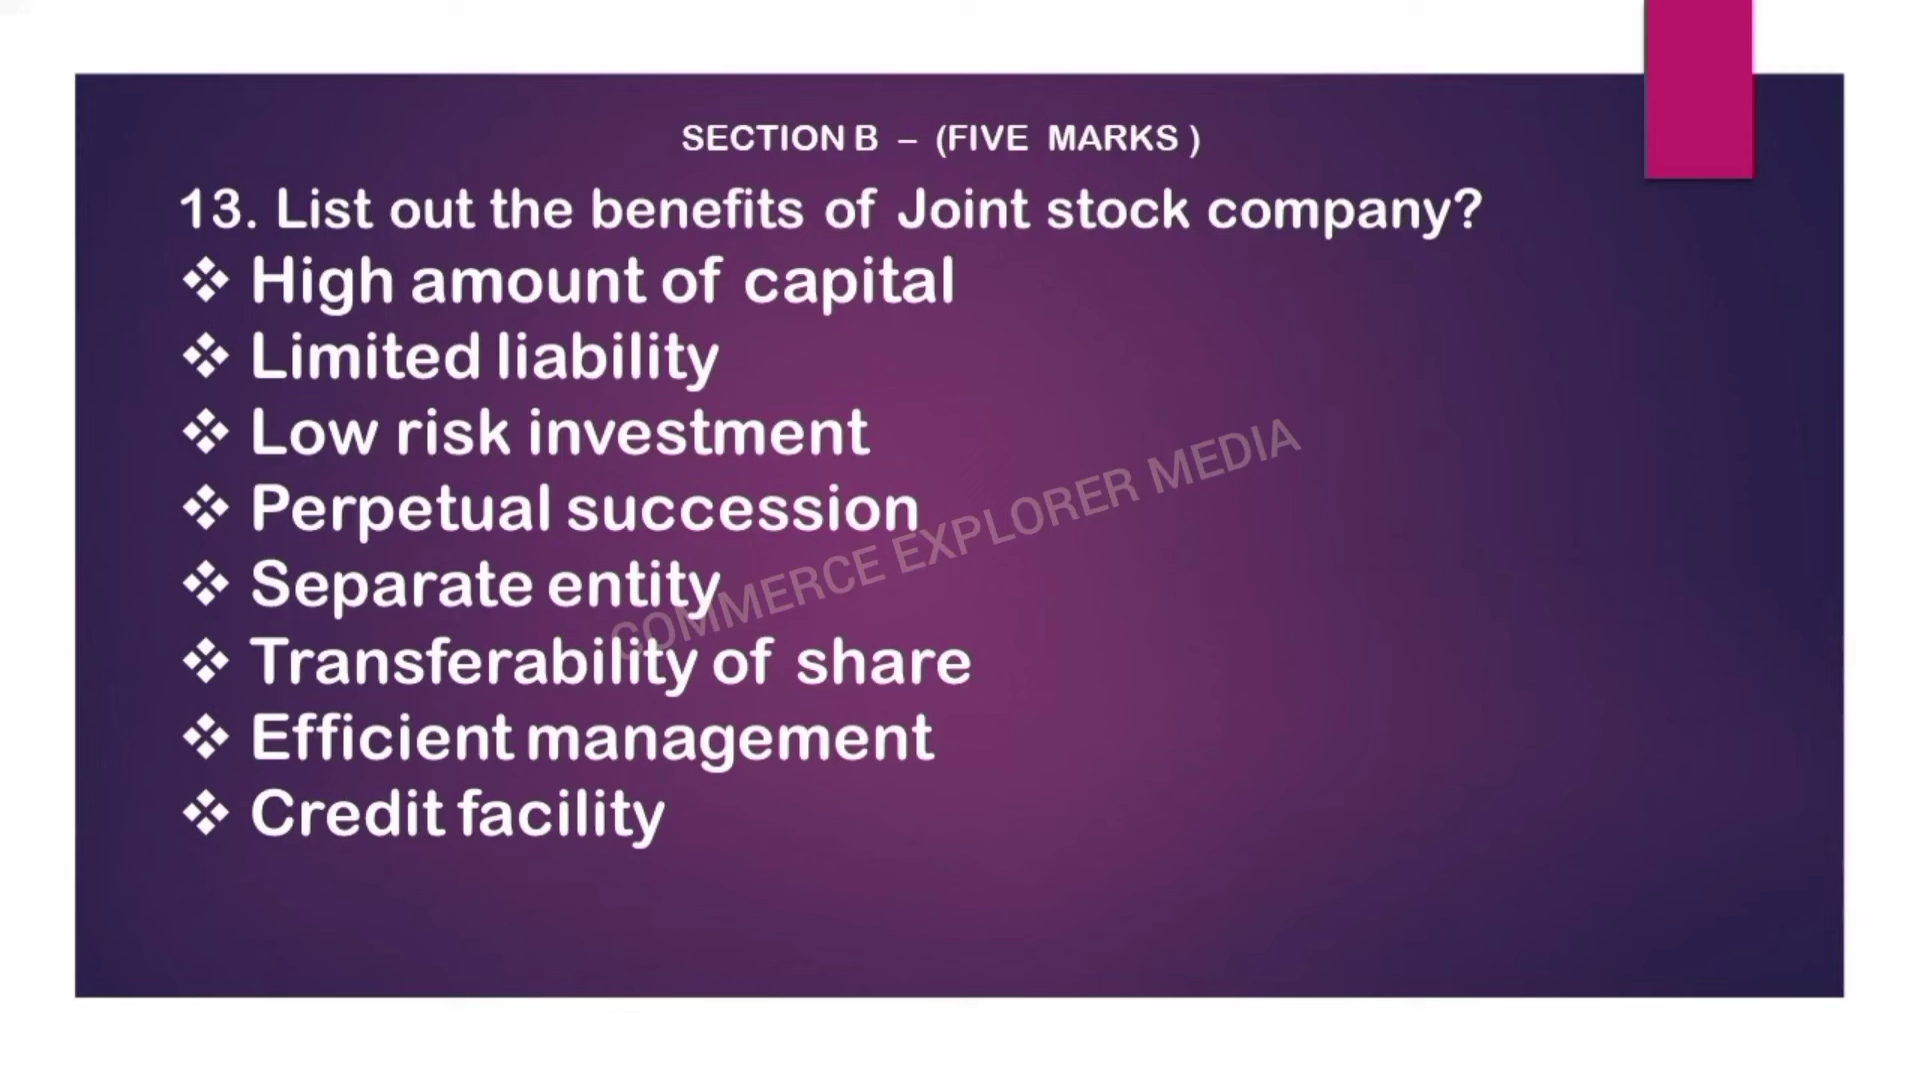 SECTION B – (FIVE MARKS )
13. List out the benefits of Joint stock company?
❖ High amount of capital
❖ Limited liability
❖ Low risk investment
❖ Perpetual succession
❖ Separate entity
❖ Transferability of share
❖ Efficient management
❖ Credit facility
COMMERCE EXPLORER MEDIA